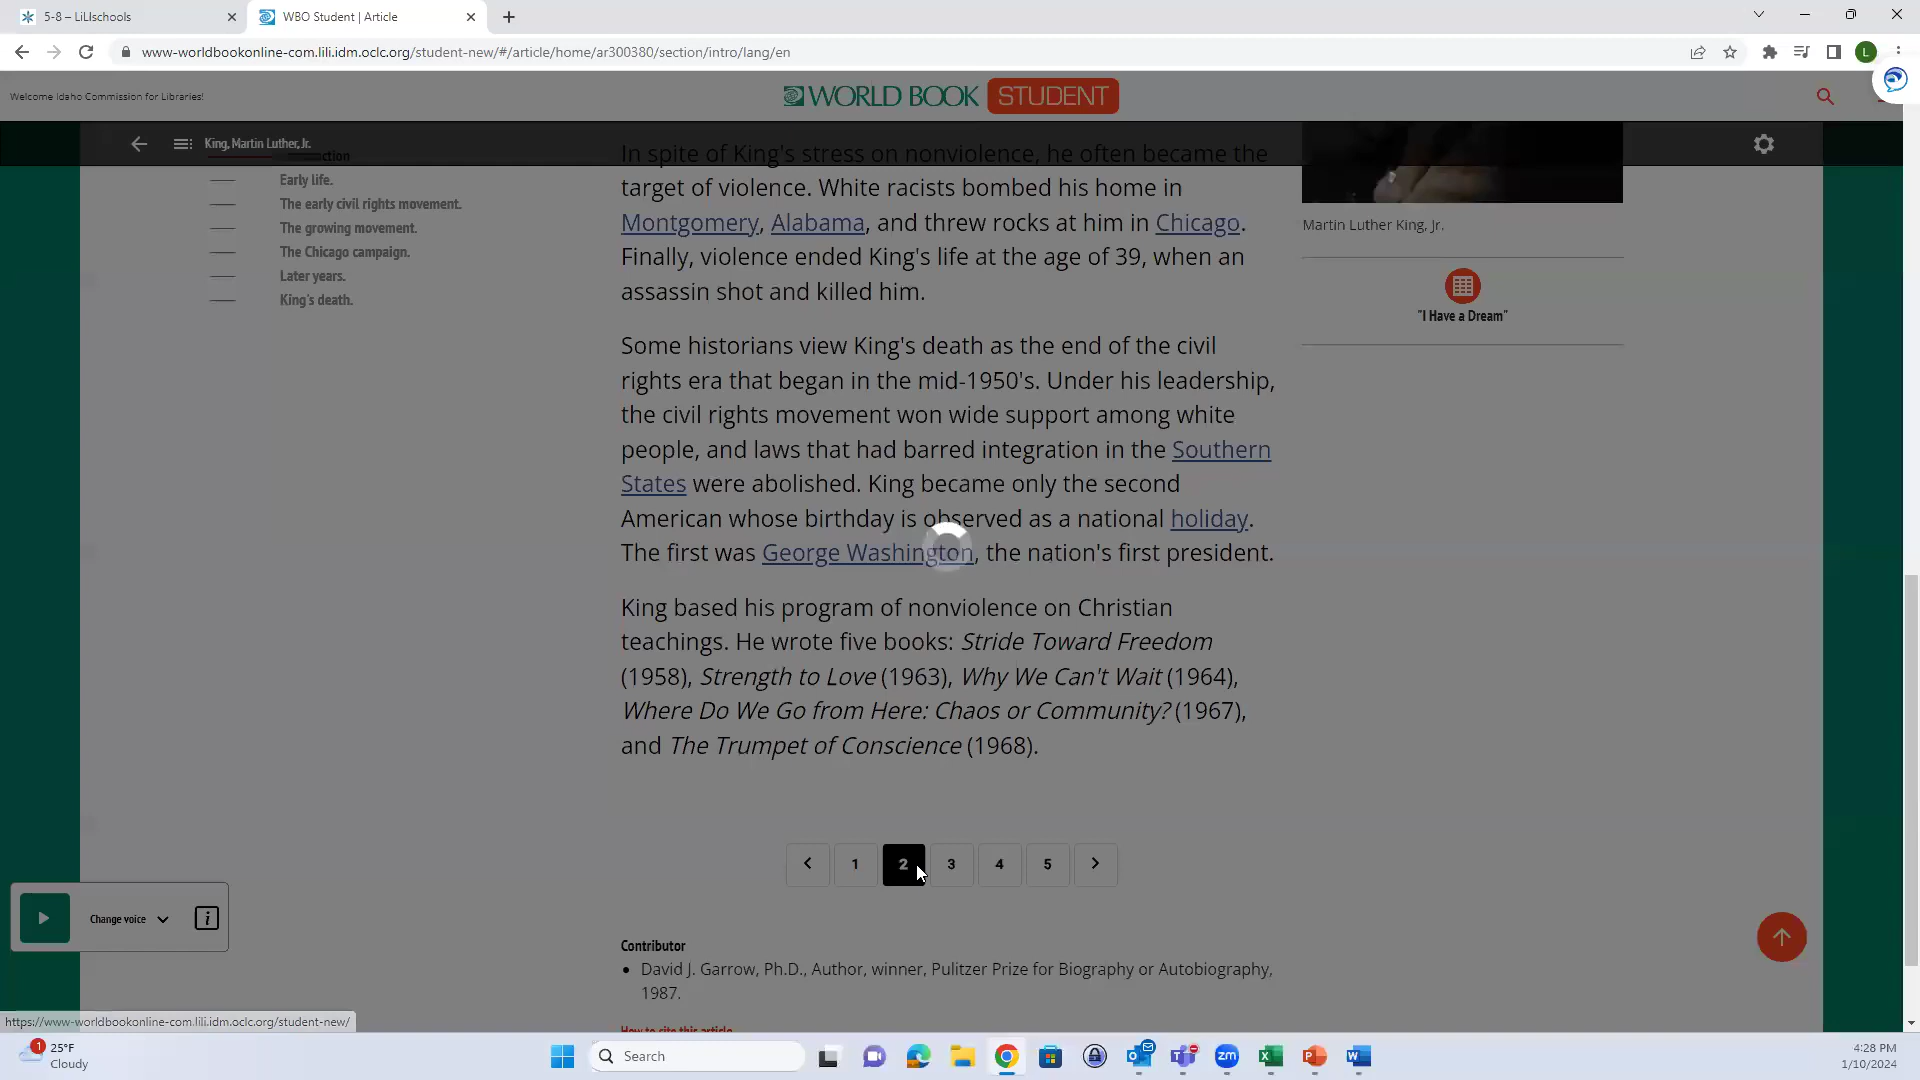 5-8 – LiLIschools
WBO Student | Article
www-worldbookonline-com.lili.idm.oclc.org/student-new/#/article/home/ar300380/section/intro/lang/en
L
Welcome Idaho Commission for Libraries!
WORLD BOOK STUDENT
King, Martin Luther, Jr.
Early life.
The early civil rights movement.
The growing movement.
The Chicago campaign.
Later years.
King's death.
In spite of King's stress on nonviolence, he often became the
target of violence. White racists bombed his home in
Montgomery, Alabama, and threw rocks at him in Chicago.
Finally, violence ended King's life at the age of 39, when an
assassin shot and killed him.
Some historians view King's death as the end of the civil
rights era that began in the mid-1950's. Under his leadership,
the civil rights movement won wide support among white
people, and laws that had barred integration in the Southern
States were abolished. King became only the second
American whose birthday is observed as a national holiday.
The first was George Washington, the nation's first president.
King based his program of nonviolence on Christian
teachings. He wrote five books: Stride Toward Freedom
(1958), Strength to Love (1963), Why We Can't Wait (1964),
Where Do We Go from Here: Chaos or Community? (1967),
and The Trumpet of Conscience (1968).
Martin Luther King, Jr.
"I Have a Dream"
1 2 3 4 5
Change voice
i
Contributor
David J. Garrow, Ph.D., Author, winner, Pulitzer Prize for Biography or Autobiography,
1987.
How to cite this article
https://www-worldbookonline-com.lili.idm.oclc.org/student-new/
1
25°F
Cloudy
Search
zm
4:28 PM
1/10/2024